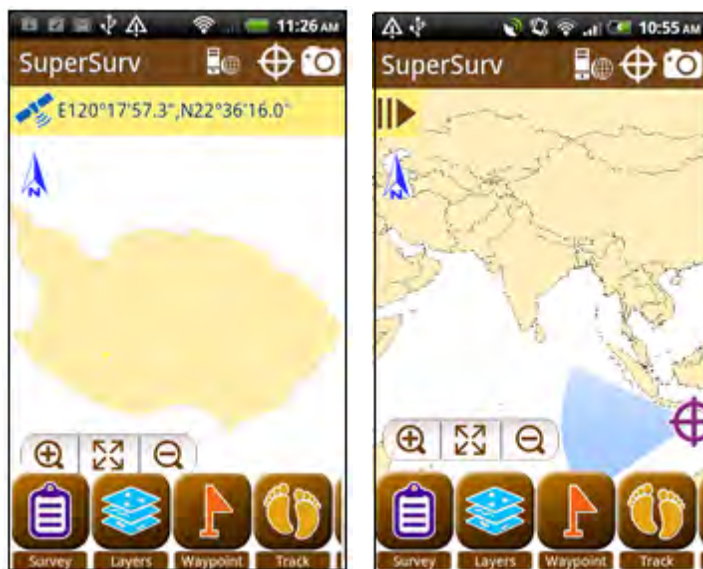 11:26 AM
SuperSurv
E120°17'57.3",N22°36'16.0"
N
Survey Layers Waypoint Track
10:55 AM
SuperSurv
N
Survey Layers Waypoint Track